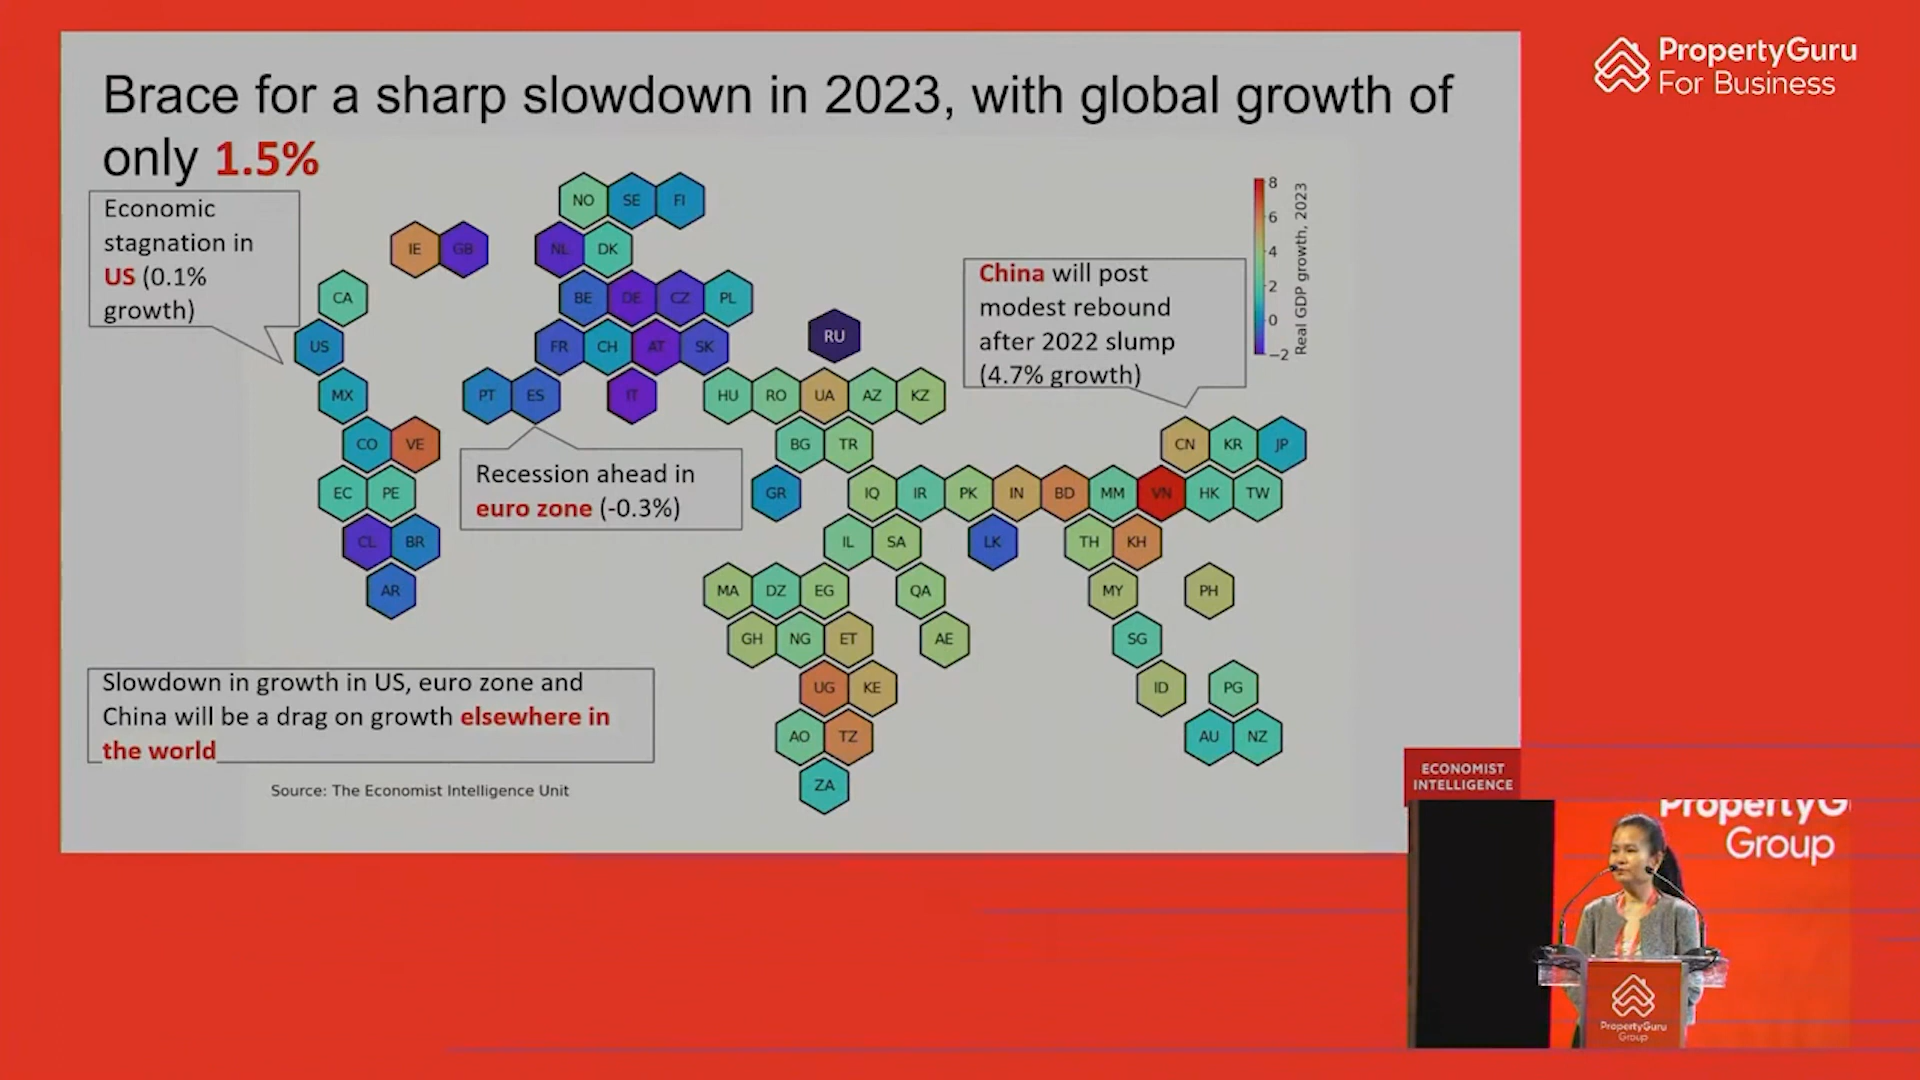 PropertyGuru
For Business
Brace for a sharp slowdown in 2023, with global growth of
only 1.5%
Economic
stagnation in
US (0.1%
growth)
NO SE FI
IE GB NL DK
CA BE DE CZ PL
US FR CH AT SK RU
MX PT ES IT HU RO UA AZ KZ
CO VE BG TR CN KR JP
EC PE GR IQ IR PK IN BD MM VN HK TW
CL BR IL SA LK TH KH
AR MA DZ EG QA MY PH
GH NG ET AE SG
UG KE ID PG
AO TZ AU NZ
ZA
8
6
4
2
0
−2
Real GDP growth, 2023
China will post
modest rebound
after 2022 slump
(4.7% growth)
Recession ahead in
euro zone (-0.3%)
Slowdown in growth in US, euro zone and
China will be a drag on growth elsewhere in
the world
Source: The Economist Intelligence Unit
ECONOMIST
INTELLIGENCE
Group
PropertyGuru
Group